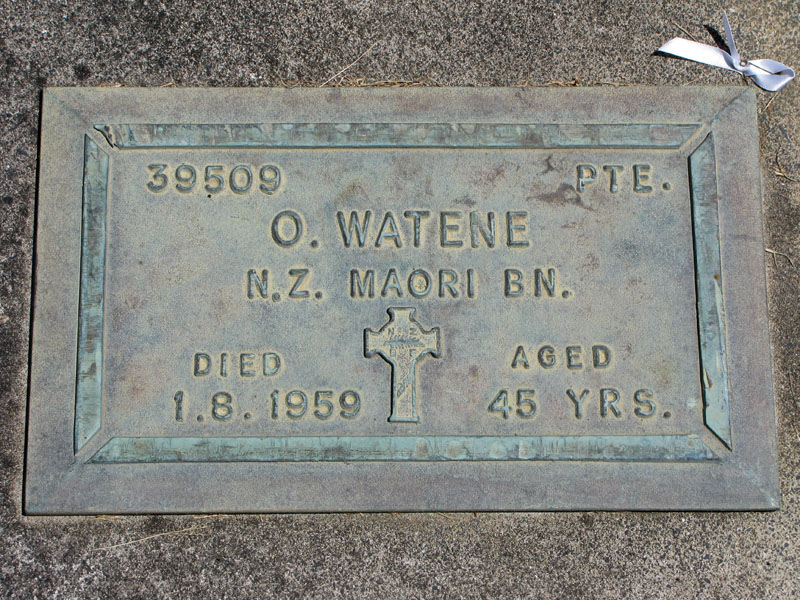 39509 PTE.
O. WATENE
N.Z. MAORI BN.
DIED AGED
1.8.1959 45 YRS.